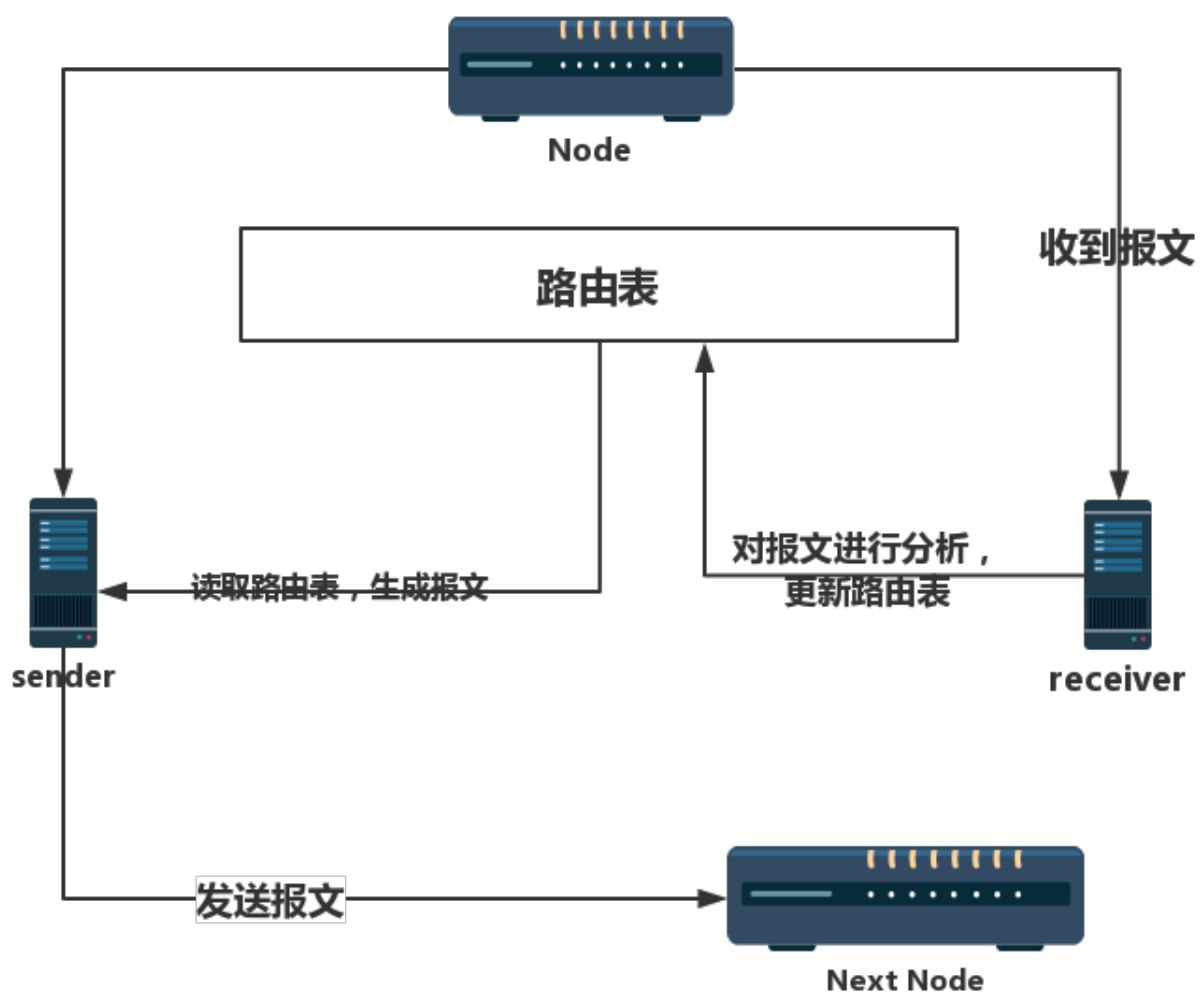 Node
收到报文
路由表
对报文进行分析，
更新路由表
读取路由表，生成报文
sender
receiver
发送报文
Next Node